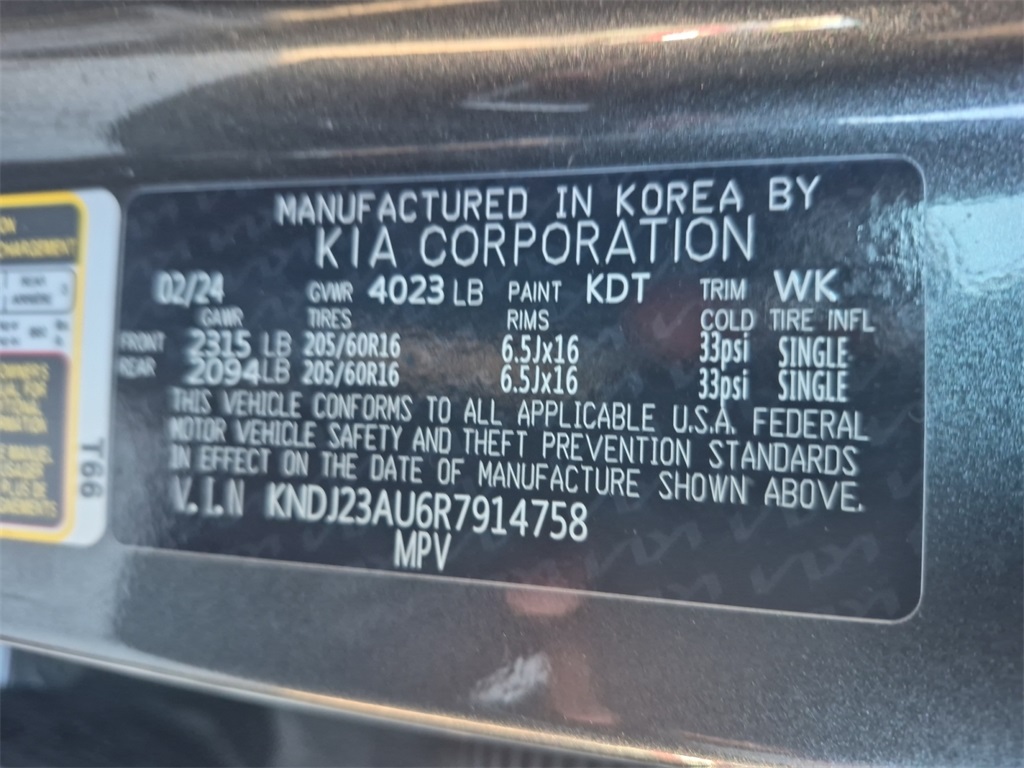 MANUFACTURED IN KOREA BY
KIA CORPORATION
02/24 GVWR 4023 LB PAINT KDT TRIM WK
GAWR TIRES RIMS COLD TIRE INFL
FRONT 2315 LB 205/60R16 6.5Jx16 33psi SINGLE
REAR 2094LB 205/60R16 6.5Jx16 33psi SINGLE
THIS VEHICLE CONFORMS TO ALL APPLICABLE U.S.A. FEDERAL
MOTOR VEHICLE SAFETY AND THEFT PREVENTION STANDARDS
IN EFFECT ON THE DATE OF MANUFACTURE SHOWN ABOVE.
V.I.N KNDJ23AU6R7914758
MPV
T66